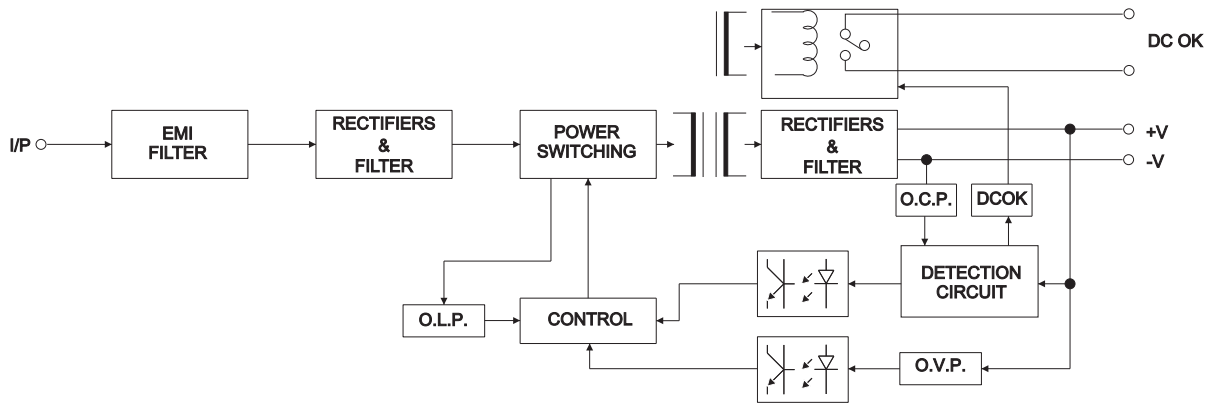 DC OK
I/P
EMI
FILTER
RECTIFIERS
&
FILTER
POWER
SWITCHING
RECTIFIERS
&
FILTER
+V
-V
O.C.P.
DCOK
DETECTION
CIRCUIT
O.L.P.
CONTROL
O.V.P.